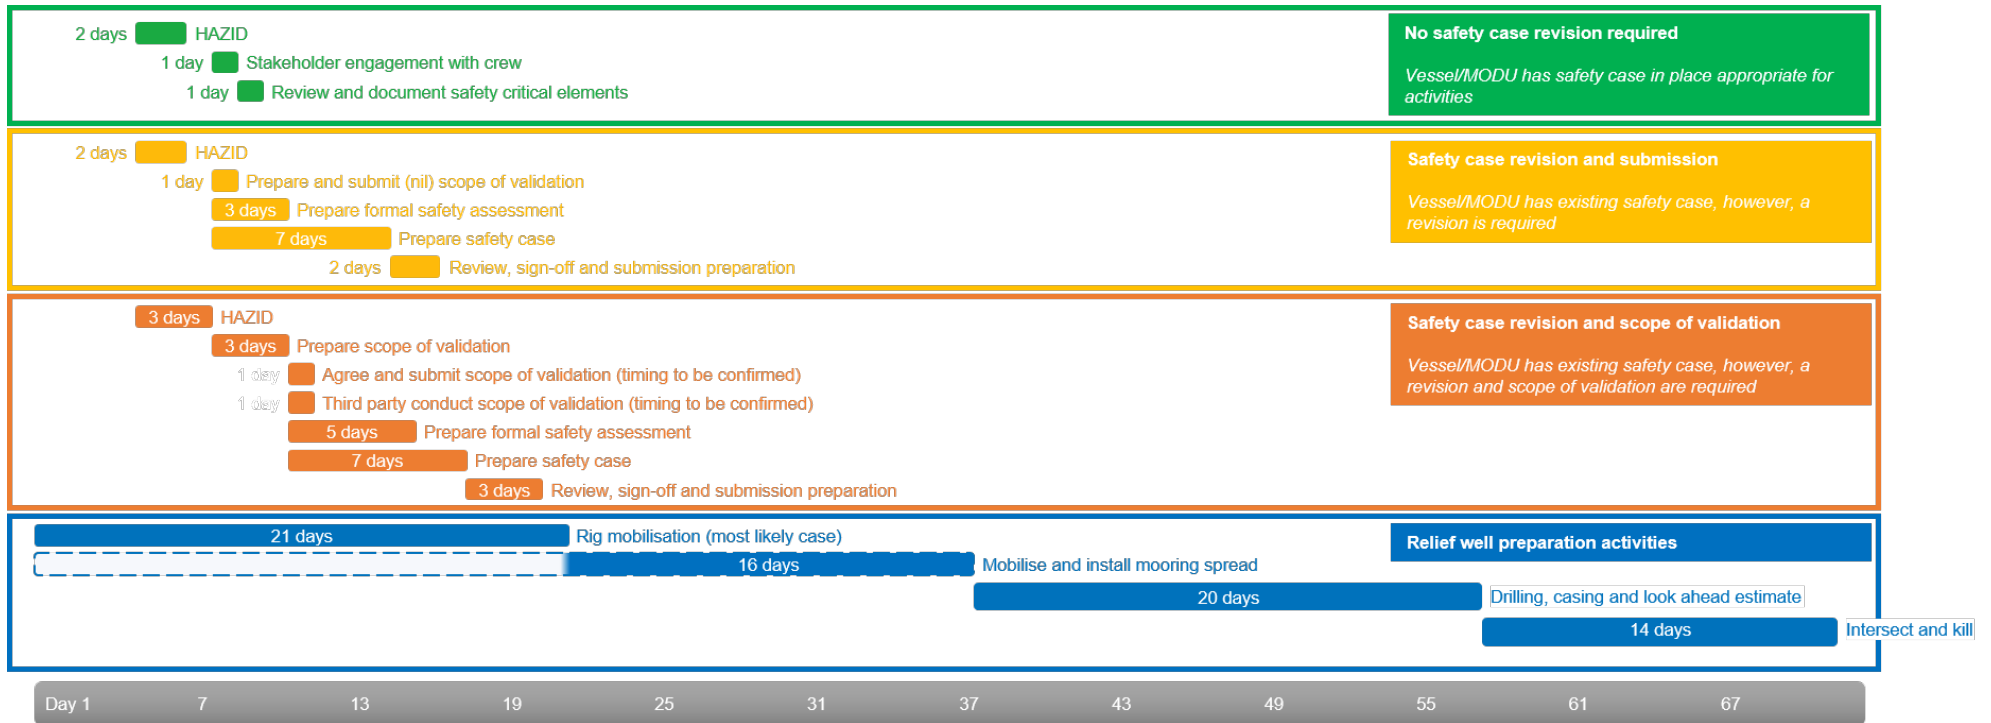 2 days HAZID
1 day Stakeholder engagement with crew
1 day Review and document safety critical elements
No safety case revision required
Vessel/MODU has safety case in place appropriate for
activities
2 days HAZID
1 day Prepare and submit (nil) scope of validation
3 days Prepare formal safety assessment
7 days Prepare safety case
2 days Review, sign-off and submission preparation
Safety case revision and submission
Vessel/MODU has existing safety case, however, a
revision is required
3 days HAZID
3 days Prepare scope of validation
1 day Agree and submit scope of validation (timing to be confirmed)
1 day Third party conduct scope of validation (timing to be confirmed)
5 days Prepare formal safety assessment
7 days Prepare safety case
3 days Review, sign-off and submission preparation
Safety case revision and scope of validation
Vessel/MODU has existing safety case, however, a
revision and scope of validation are required
21 days Rig mobilisation (most likely case)
16 days Mobilise and install mooring spread
20 days Drilling, casing and look ahead estimate
14 days Intersect and kill
Relief well preparation activities
Day 1 7 13 19 25 31 37 43 49 55 61 67